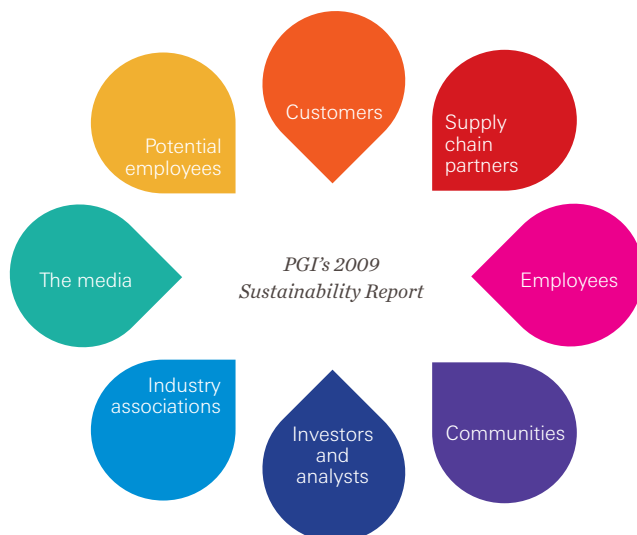 Customers
Supply
chain
partners
Potential
employees
PGI's 2009
Sustainability Report
The media
Employees
Industry
associations
Investors
and
analysts
Communities